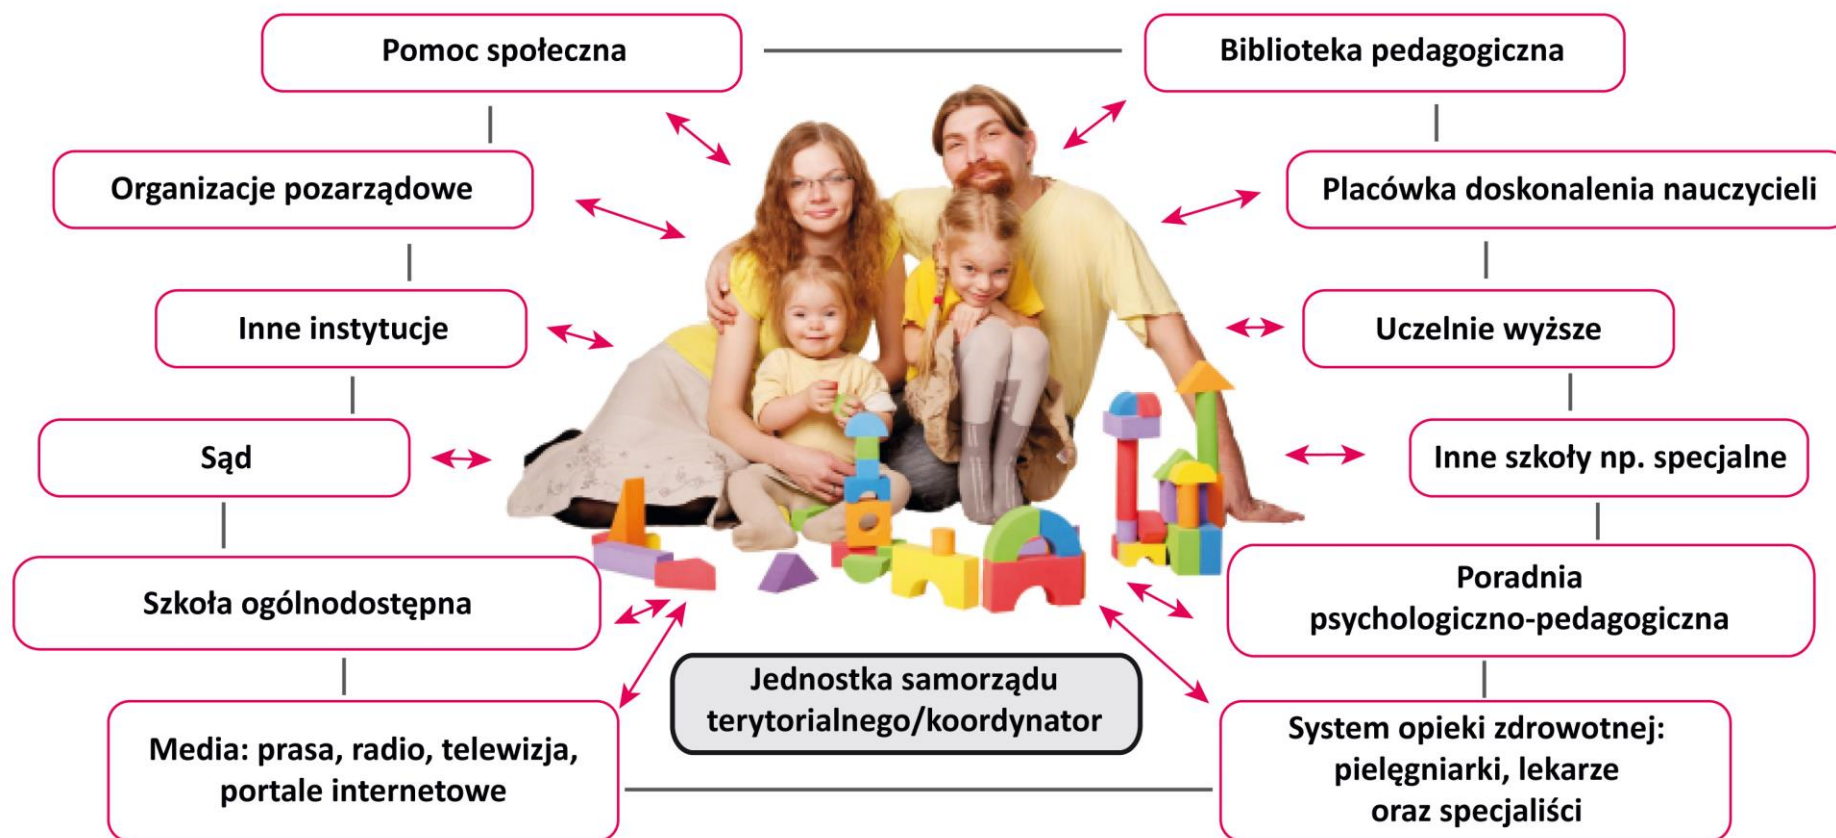 Pomoc społeczna
Biblioteka pedagogiczna
Organizacje pozarządowe
Placówka doskonalenia nauczycieli
Inne instytucje
Uczelnie wyższe
Sąd
Inne szkoły np. specjalne
Szkoła ogólnodostępna
Poradnia
psychologiczno-pedagogiczna
Jednostka samorządu
terytorialnego/koordynator
Media: prasa, radio, telewizja,
portale internetowe
System opieki zdrowotnej:
pielęgniarki, lekarze
oraz specjaliści